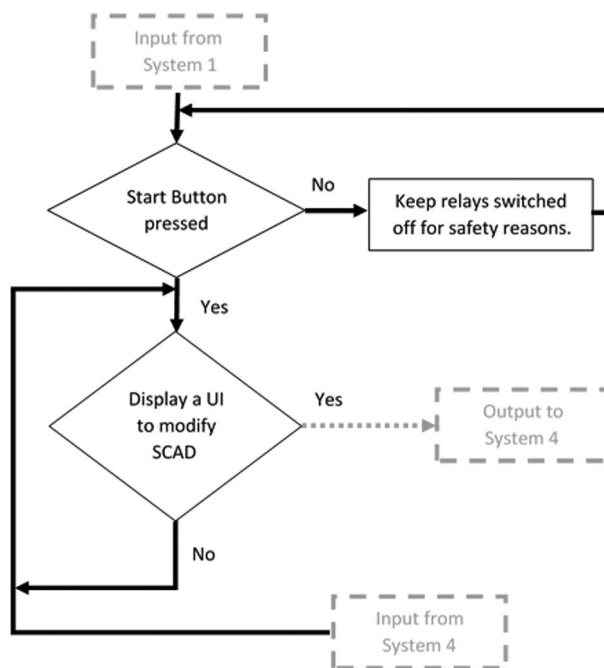 Input from
System 1
Start Button
pressed
No
Keep relays switched
off for safety reasons.
Yes
Display a UI
to modify
SCAD
Yes
Output to
System 4
No
Input from
System 4